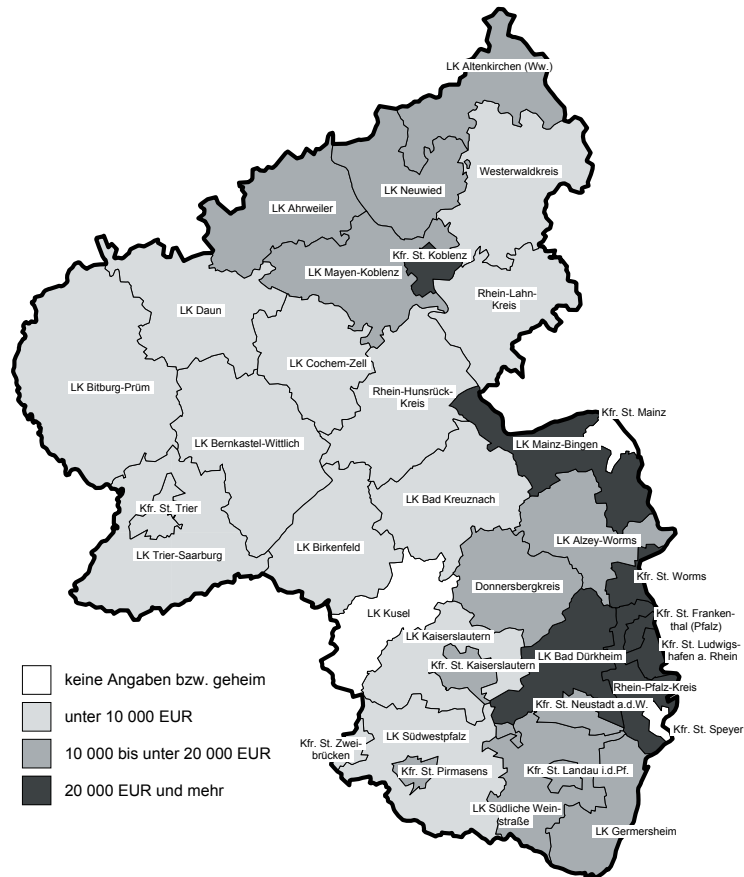 LK Altenkirchen (Ww.)
Westerwaldkreis
LK Neuwied
LK Ahrweiler
Kfr. St. Koblenz
LK Mayen-Koblenz
Rhein-Lahn-
Kreis
LK Daun
LK Cochem-Zell
LK Bitburg-Prüm
Rhein-Hunsrück-
Kreis
Kfr. St. Mainz
LK Mainz-Bingen
LK Bernkastel-Wittlich
LK Bad Kreuznach
Kfr. St. Trier
LK Alzey-Worms
LK Birkenfeld
LK Trier-Saarburg
Kfr. St. Worms
Donnersbergkreis
LK Kusel
Kfr. St. Franken-
thal (Pfalz)
LK Kaiserslautern
Kfr. St. Ludwigs-
hafen a. Rhein
LK Bad Dürkheim
Kfr. St. Kaiserslautern
Rhein-Pfalz-Kreis
Kfr. St. Neustadt a.d.W.
Kfr. St. Speyer
LK Südwestpfalz
Kfr. St. Zwei-
brücken
Kfr. St. Pirmasens
Kfr. St. Landau i.d.Pf.
LK Südliche Wein-
straße
LK Germersheim
keine Angaben bzw. geheim
unter 10 000 EUR
10 000 bis unter 20 000 EUR
20 000 EUR und mehr